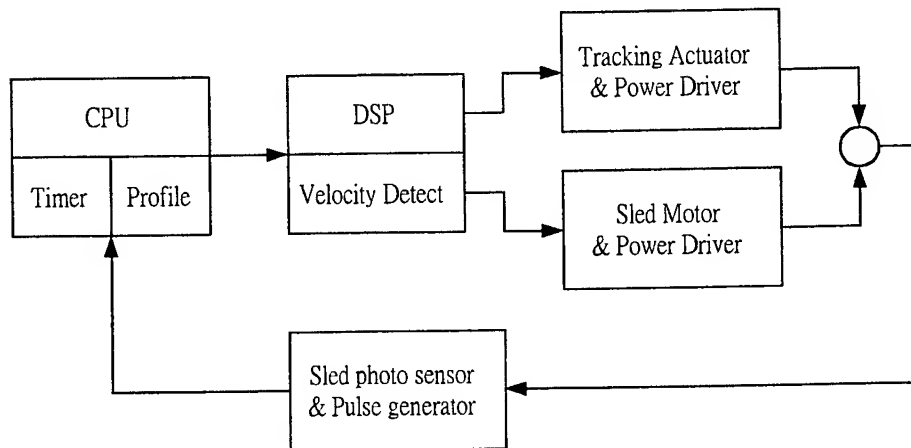 CPU
Timer
Profile
DSP
Velocity Detect
Tracking Actuator
& Power Driver
Sled Motor
& Power Driver
Sled photo sensor
& Pulse generator